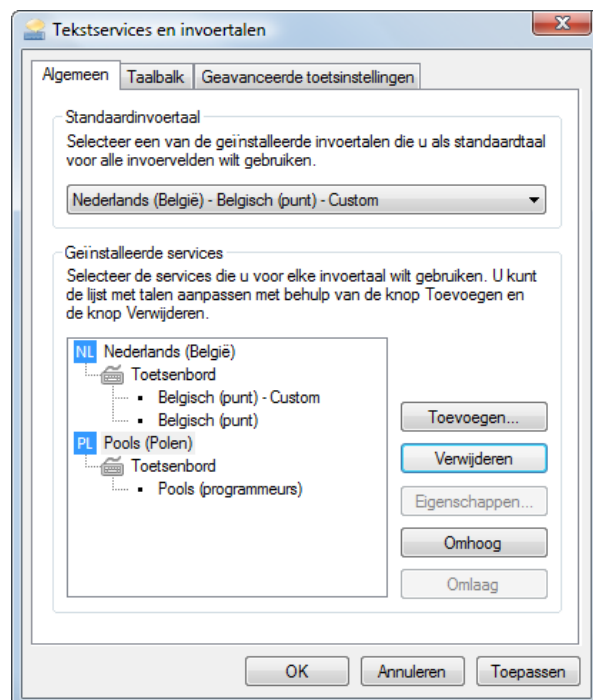 Tekstservices en invoertalen
Algemeen
Taalbalk
Geavanceerde toetsinstellingen
Standaardinvoertaal
Selecteer een van de geïnstalleerde invoertalen die u als standaardtaal
voor alle invoervelden wilt gebruiken.
Nederlands (België) - Belgisch (punt) - Custom
Geïnstalleerde services
Selecteer de services die u voor elke invoertaal wilt gebruiken. U kunt
de lijst met talen aanpassen met behulp van de knop Toevoegen en
de knop Verwijderen.
NL Nederlands (België)
Toetsenbord
Belgisch (punt) - Custom
Belgisch (punt)
PL Pools (Polen)
Toetsenbord
Pools (programmeurs)
Toevoegen...
Verwijderen
Eigenschappen...
Omhoog
Omlaag
OK
Annuleren
Toepassen